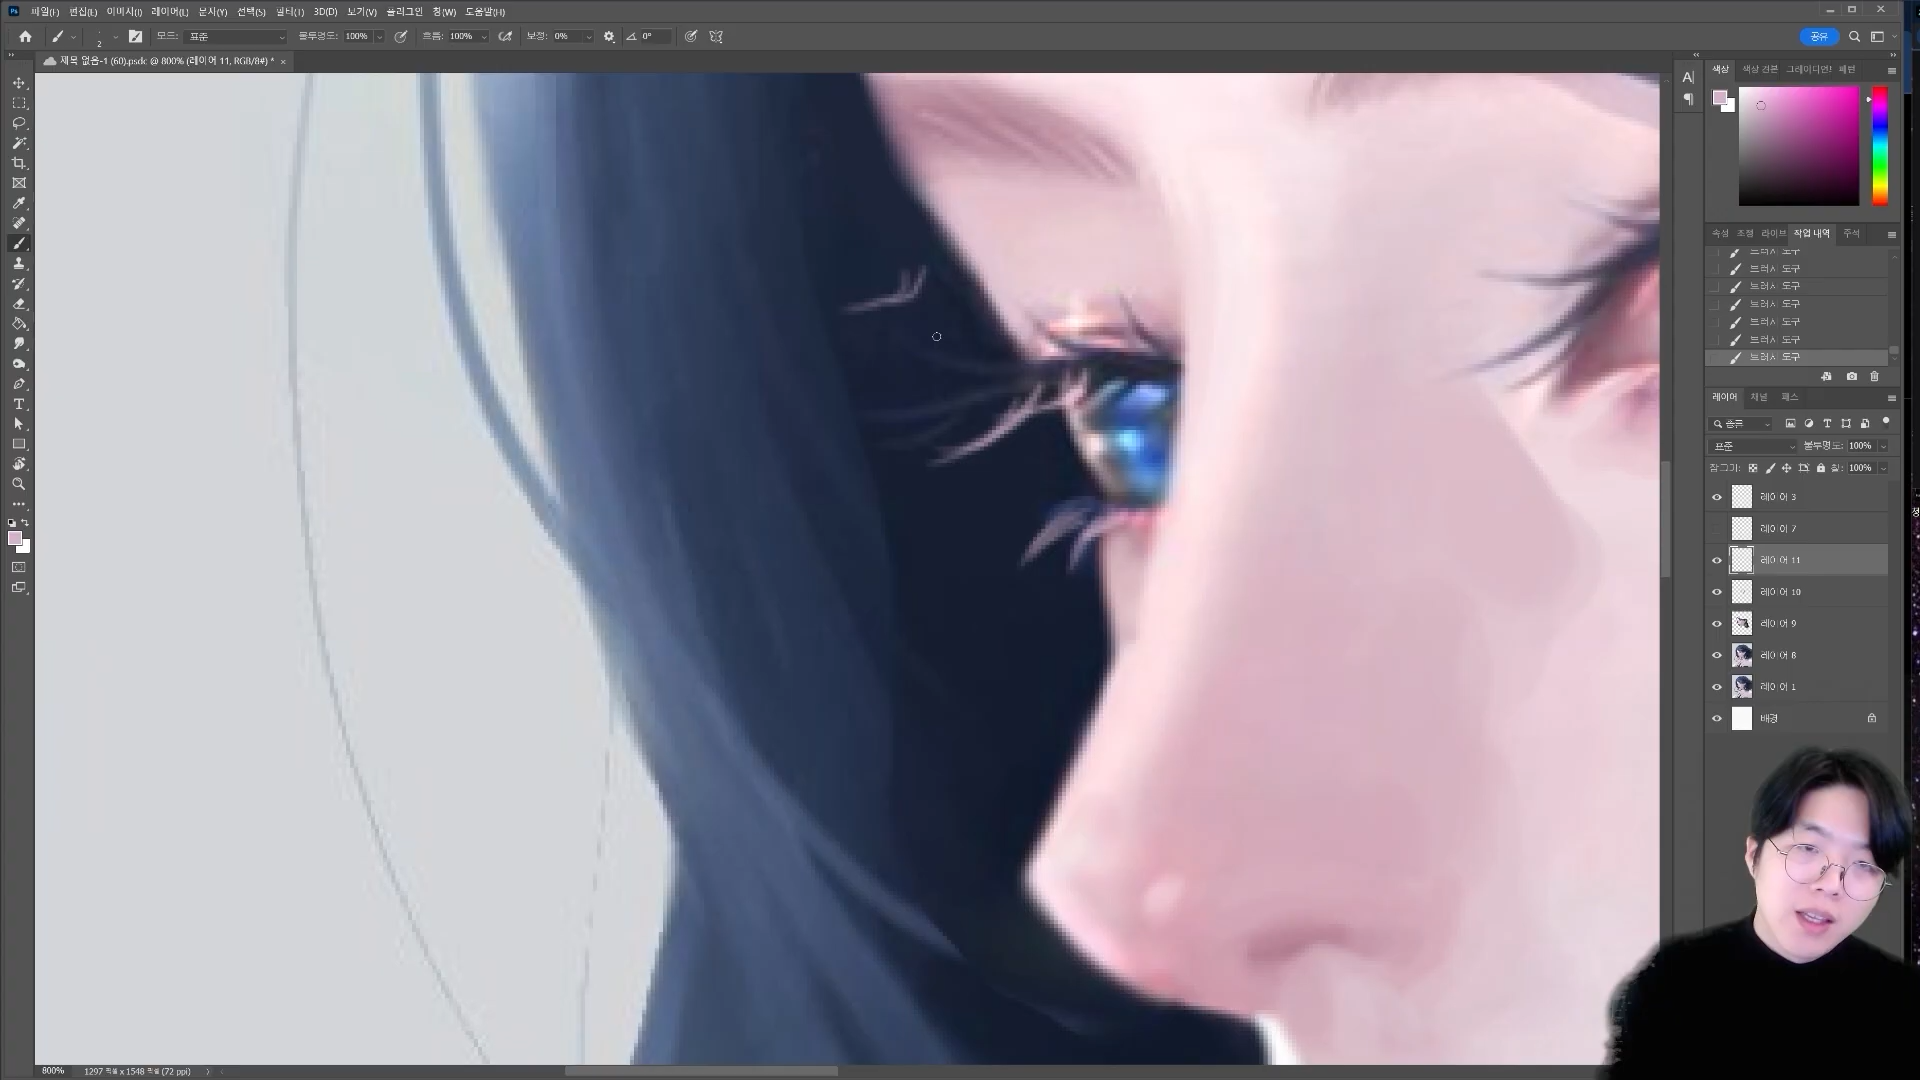 파일(F) 편집(E) 이미지(I) 레이어(L) 문자(Y) 선택(S) 필터(T) 3D(D) 보기(V) 플러그인 창(W) 도움말(H)
2 모드: 표준 불투명도: 100% 흐름: 100% 보정: 0% 0° 공유
제목 없음-1 (60).psdc @ 800% (레이어 11, RGB/8#) *
색상 색상 견본 그레이디언트 패턴
속성 조정 라이브 작업 내역 주석
브러시 도구
브러시 도구
브러시 도구
브러시 도구
브러시 도구
브러시 도구
브러시 도구
레이어 채널 패스
종류
표준 불투명도: 100%
잠그기: 칠: 100%
레이어 3
레이어 7
레이어 11
레이어 10
레이어 9
레이어 8
레이어 1
배경
800% 1297 픽셀 x 1548 픽셀 (72 ppi)